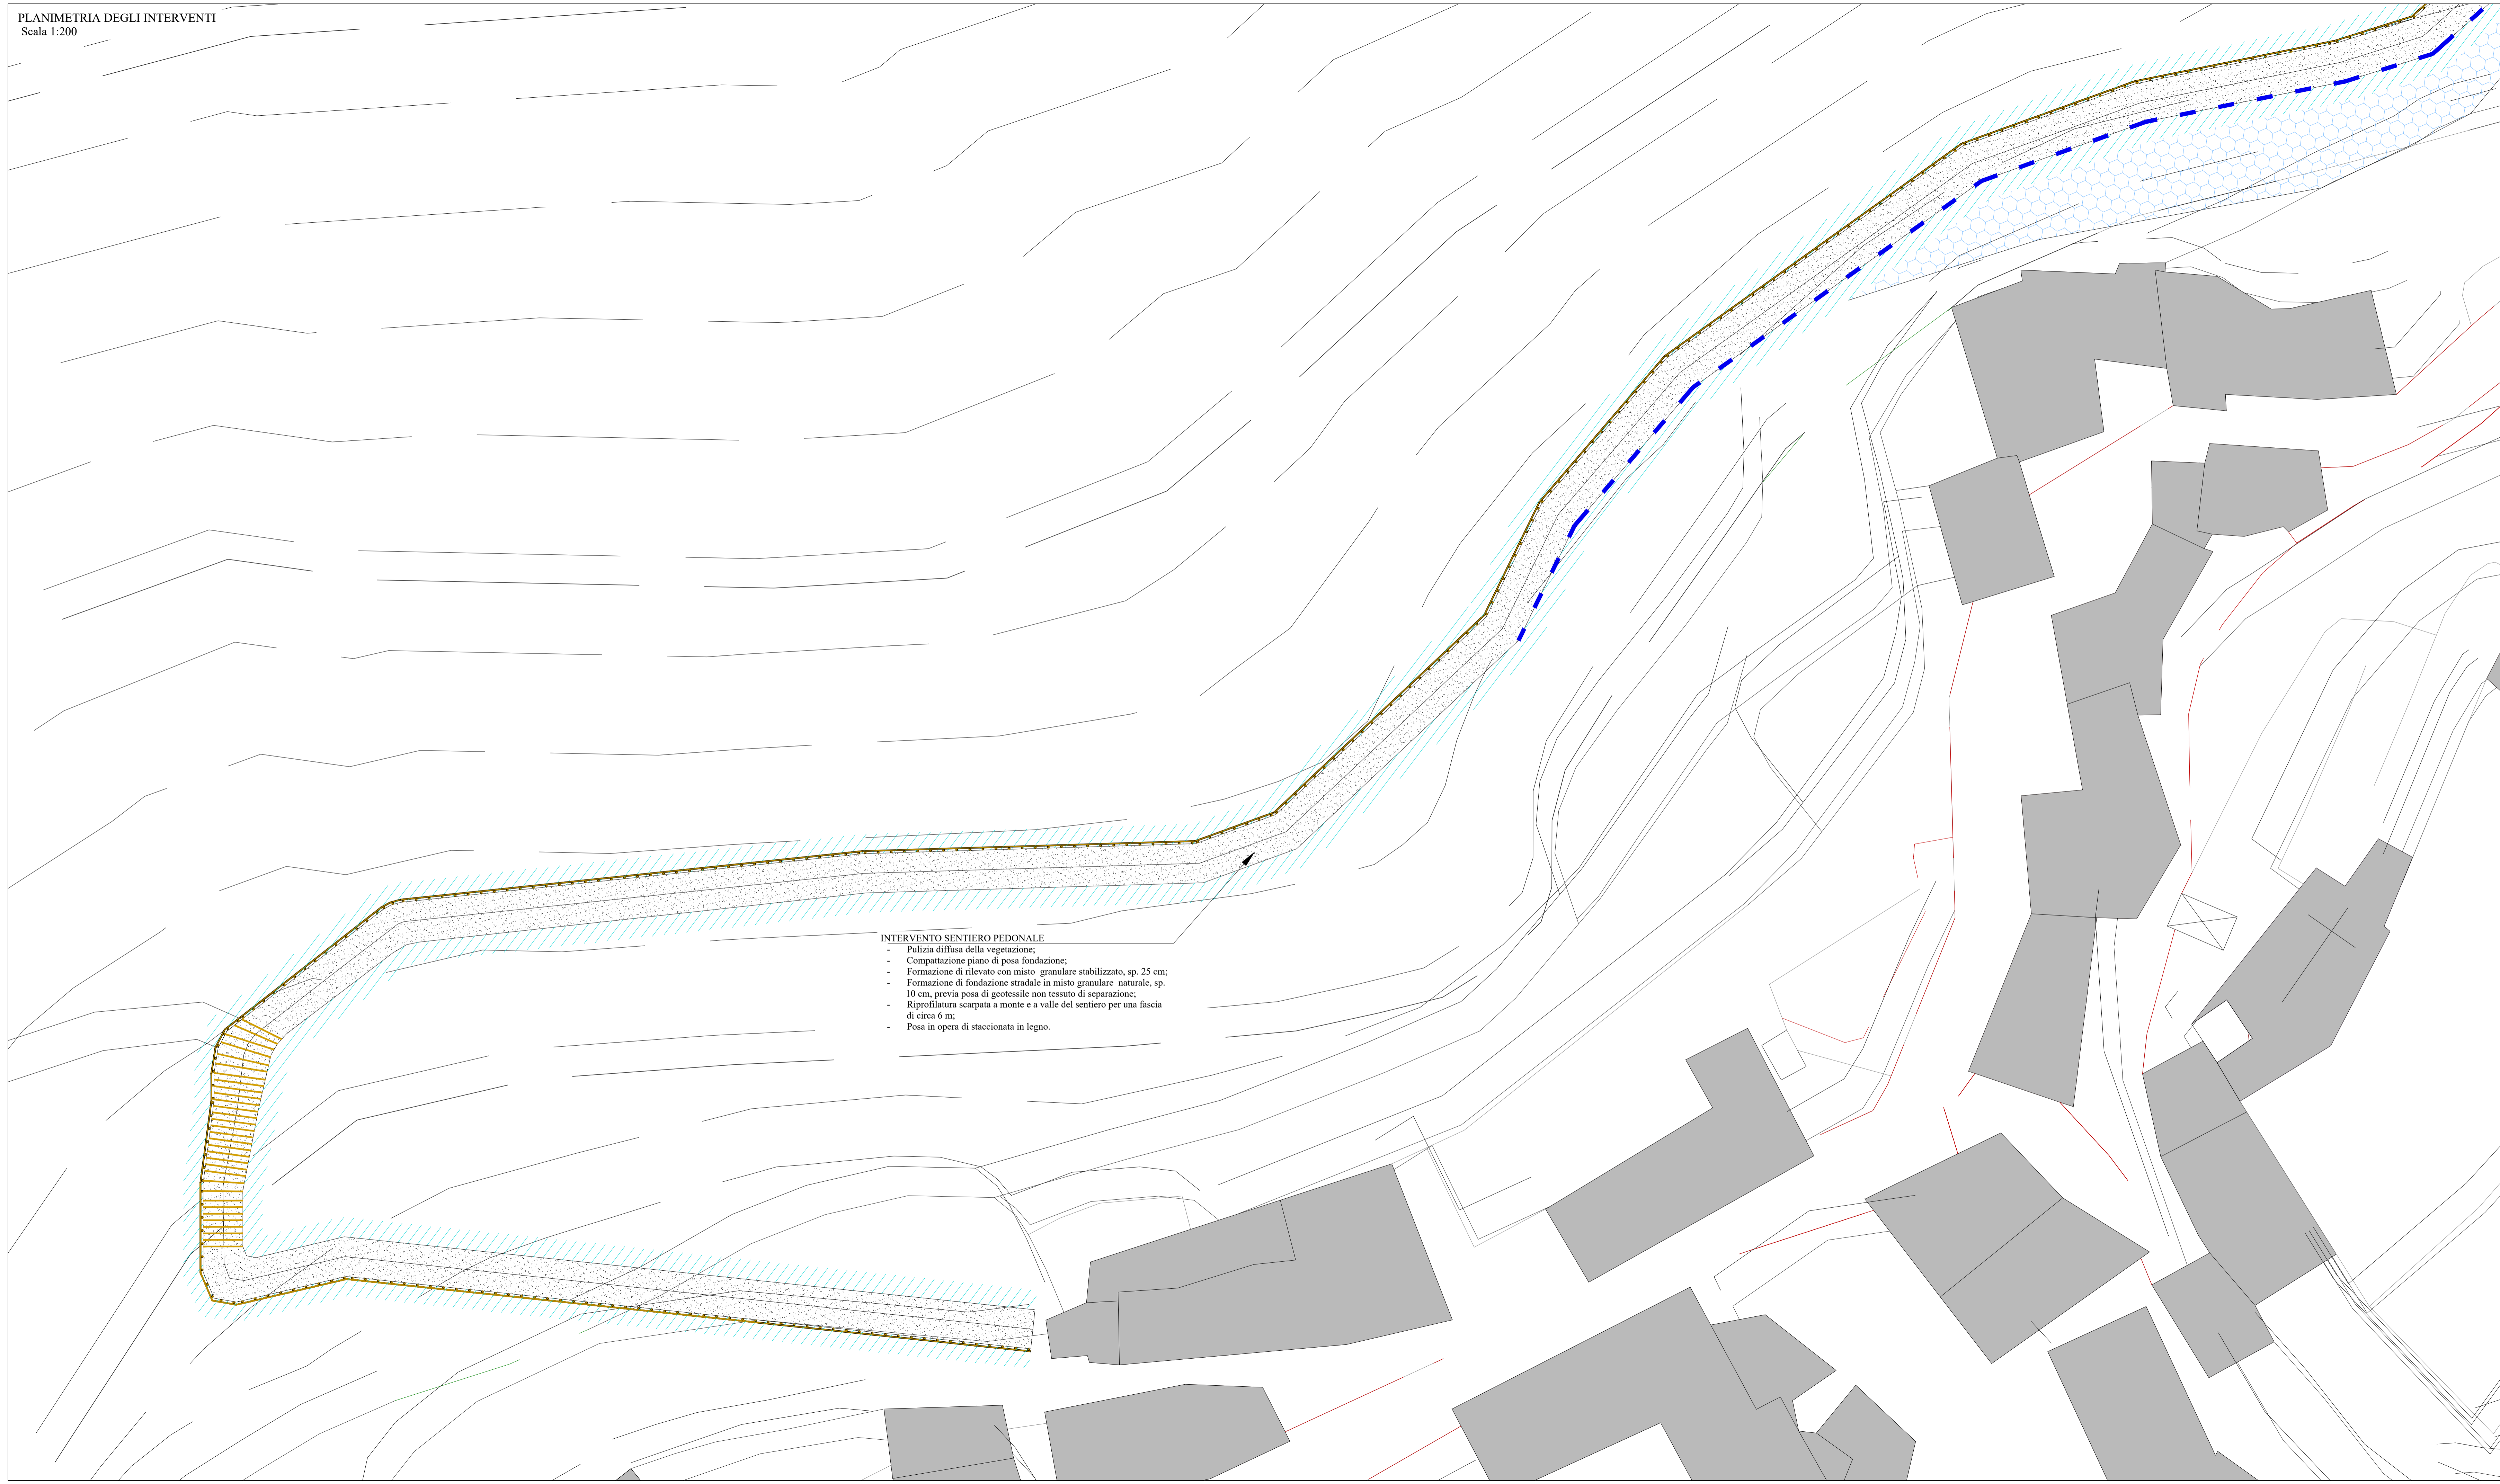 PLANIMETRIA DEGLI INTERVENTI
Scala 1:200
INTERVENTO SENTIERO PEDONALE
- Pulizia diffusa della vegetazione;
- Compattazione piano di posa fondazione;
- Formazione di rilevato con misto granulare stabilizzato, sp. 25 cm;
- Formazione di fondazione stradale in misto granulare naturale, sp.
10 cm, previa posa di geotessile non tessuto di separazione;
- Riprofilatura scarpata a monte e a valle del sentiero per una fascia
di circa 6 m;
- Posa in opera di staccionata in legno.